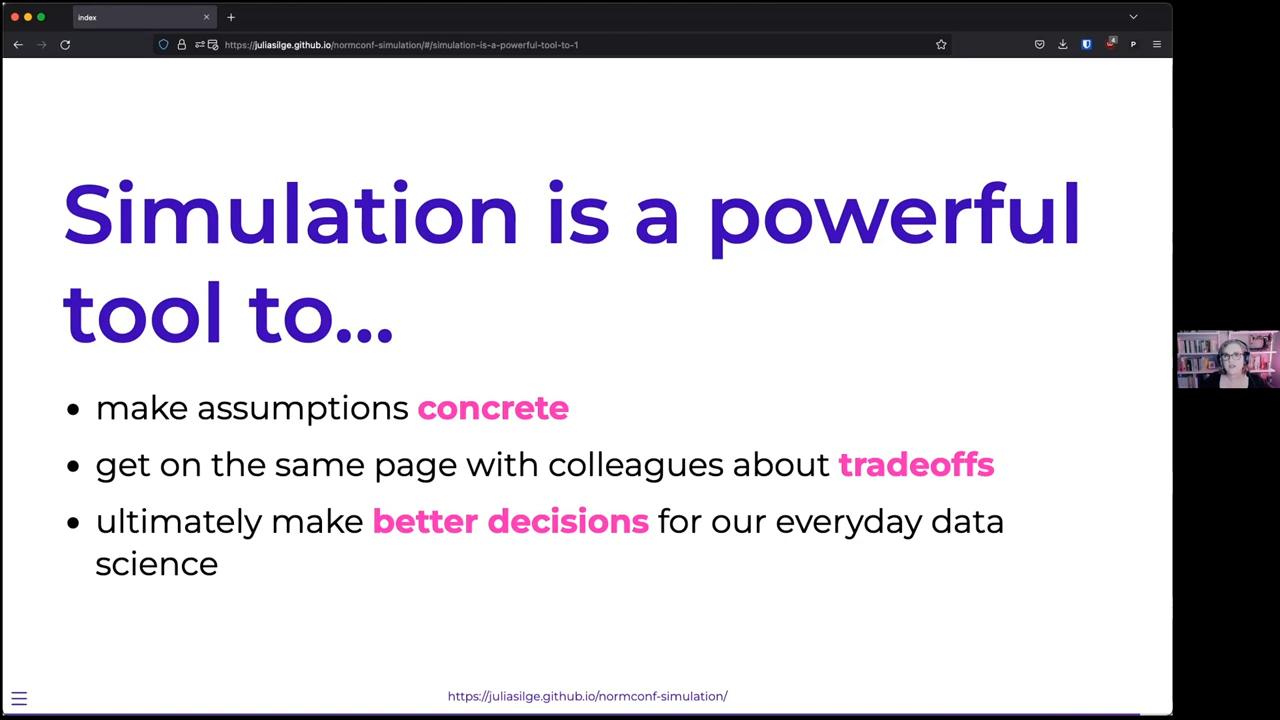 index
https://juliasilge.github.io/normconf-simulation/#/simulation-is-a-powerful-tool-to-1
4
P
Simulation is a powerful
tool to...
• make assumptions concrete
• get on the same page with colleagues about tradeoffs
• ultimately make better decisions for our everyday data
science
https://juliasilge.github.io/normconf-simulation/